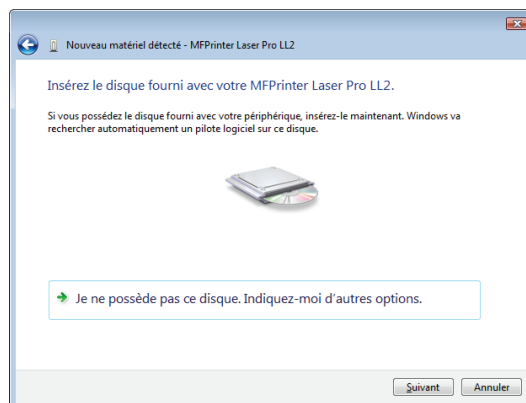 Nouveau matériel détecté - MFPrinter Laser Pro LL2
Insérez le disque fourni avec votre MFPrinter Laser Pro LL2.
Si vous possédez le disque fourni avec votre périphérique, insérez-le maintenant. Windows va
rechercher automatiquement un pilote logiciel sur ce disque.
Je ne possède pas ce disque. Indiquez-moi d'autres options.
Suivant Annuler